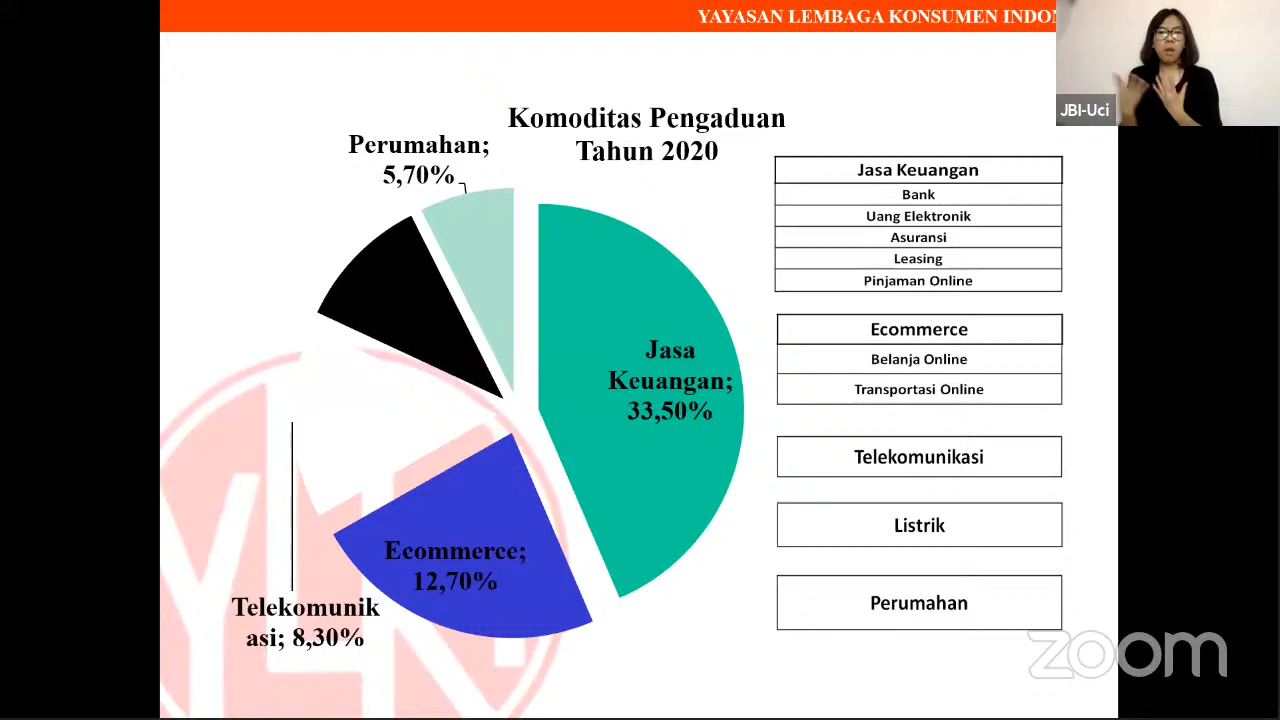 YAYASAN LEMBAGA KONSUMEN INDON
JBI-Uci
Komoditas Pengaduan
Tahun 2020
Perumahan;
5,70%
Jasa
Keuangan;
33,50%
Ecommerce;
12,70%
Telekomunik
asi; 8,30%
Jasa Keuangan
Bank
Uang Elektronik
Asuransi
Leasing
Pinjaman Online
Ecommerce
Belanja Online
Transportasi Online
Telekomunikasi
Listrik
Perumahan
zoom